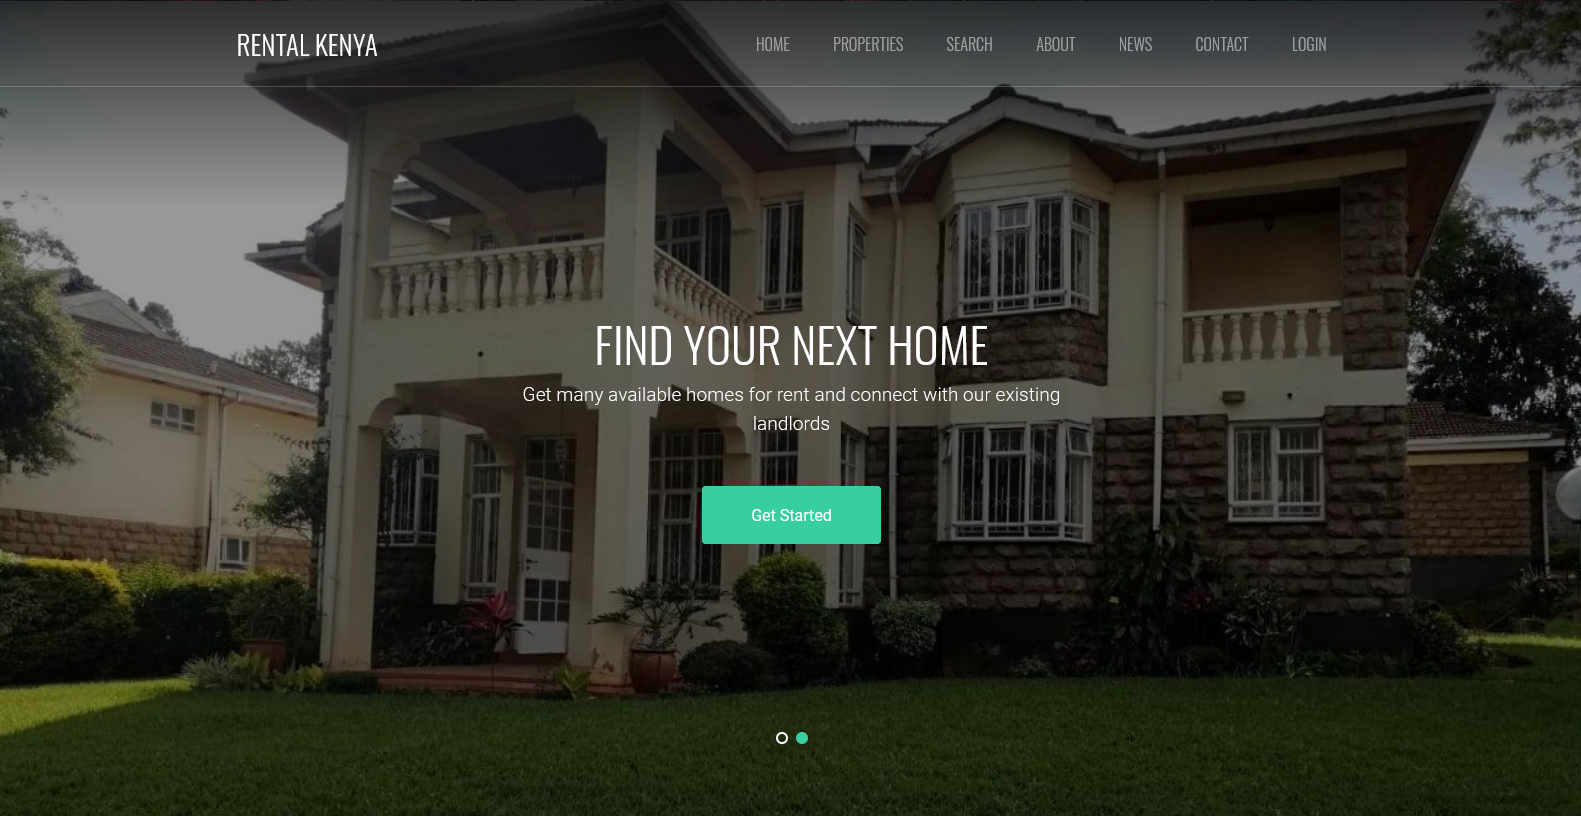 RENTAL KENYA
HOME PROPERTIES SEARCH ABOUT NEWS CONTACT LOGIN
FIND YOUR NEXT HOME
Get many available homes for rent and connect with our existing
landlords
Get Started